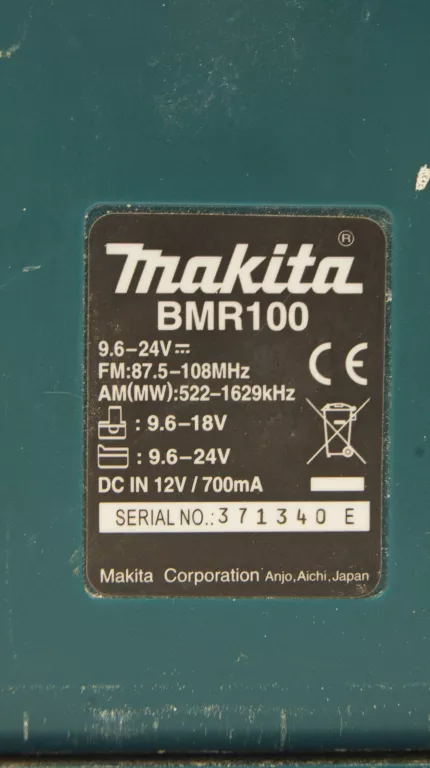 Makita®
BMR100
9.6–24V⎓
FM:87.5–108MHz
AM(MW):522–1629kHz
CE
: 9.6–18V
: 9.6–24V
DC IN 12V / 700mA
SERIAL NO.: 371340 E
Makita Corporation Anjo,Aichi,Japan